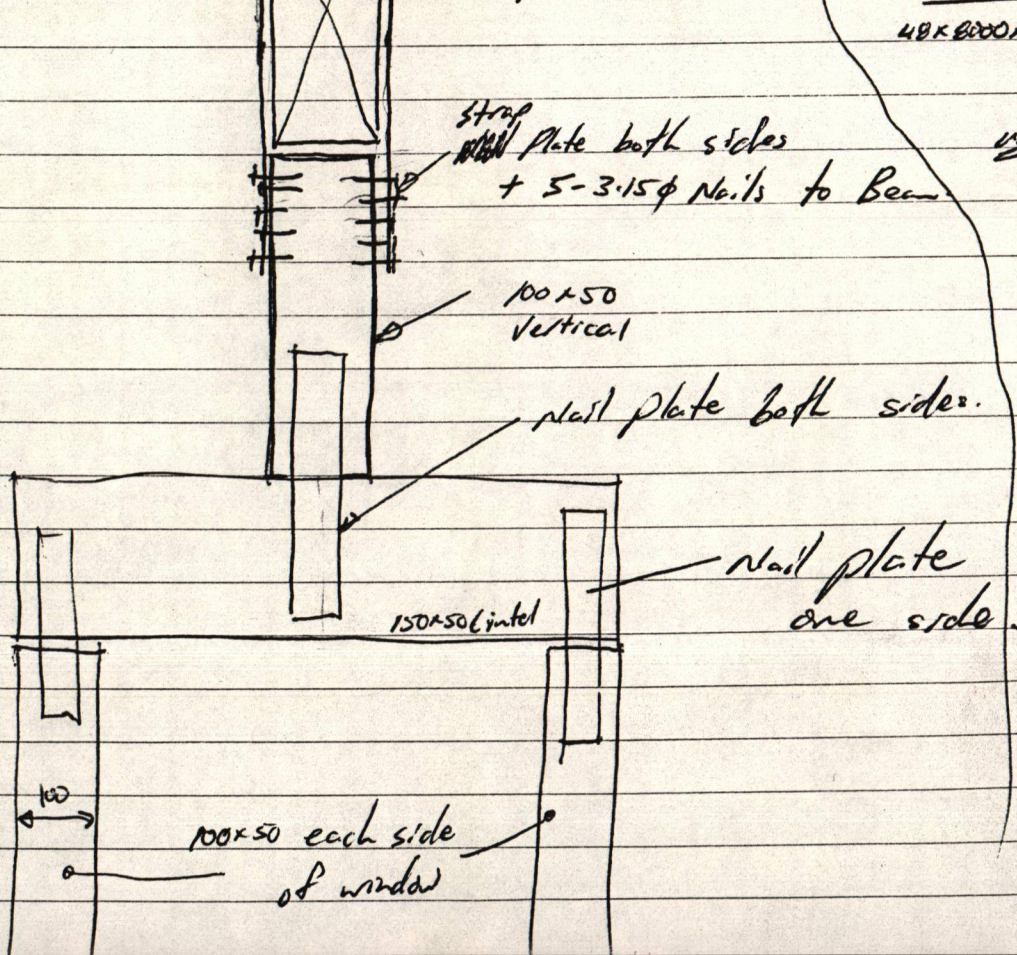 48x8000
strap
Plate both sides
+ 5-3.15φ Nails to Beam.
100x50
vertical
Nail plate both sides.
Nail plate
one side.
150x50 Lintel
100
100x50 each side
of window